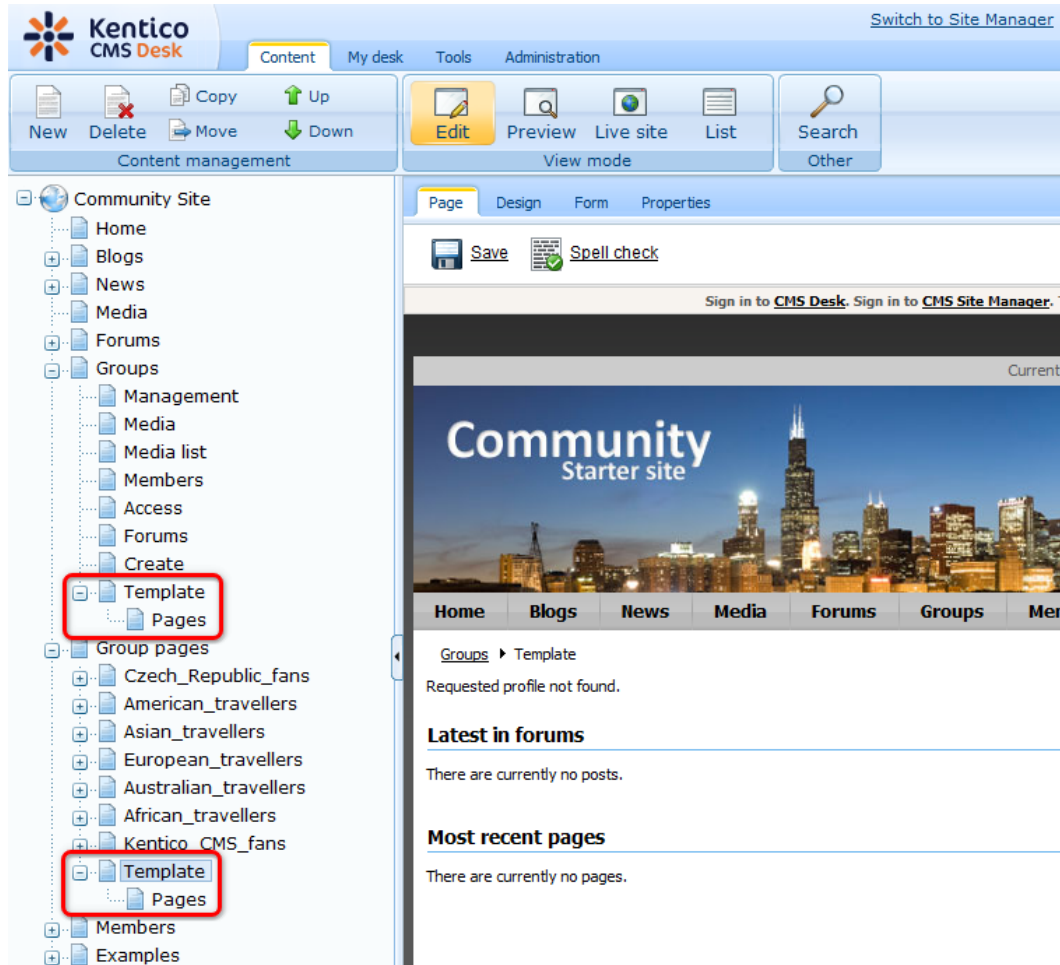 Kentico
CMS Desk
Switch to Site Manager
Content My desk Tools Administration
New Delete Copy Move Up Down
Content management
Edit Preview Live site List
View mode
Search
Other
Community Site
Home
Blogs
News
Media
Forums
Groups
Management
Media
Media list
Members
Access
Forums
Create
Template
Pages
Group pages
Czech_Republic_fans
American_travellers
Asian_travellers
European_travellers
Australian_travellers
African_travellers
Kentico_CMS_fans
Template
Pages
Members
Examples
Page Design Form Properties
Save Spell check
Sign in to CMS Desk. Sign in to CMS Site Manager.
Current
Community
Starter site
Home Blogs News Media Forums Groups
Groups Template
Requested profile not found.
Latest in forums
There are currently no posts.
Most recent pages
There are currently no pages.